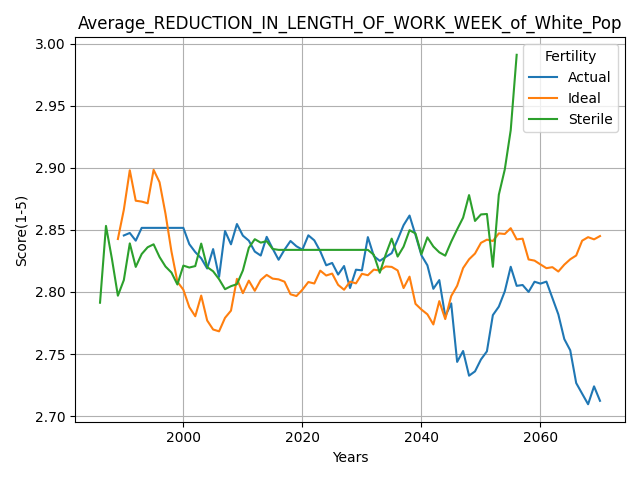 Average_REDUCTION_IN_LENGTH_OF_WORK_WEEK_of_White_Pop
3.00
2.95
2.90
2.85
2.80
2.75
2.70
Score(1-5)
Fertility
Actual
Ideal
Sterile
2000 2020 2040 2060
Years